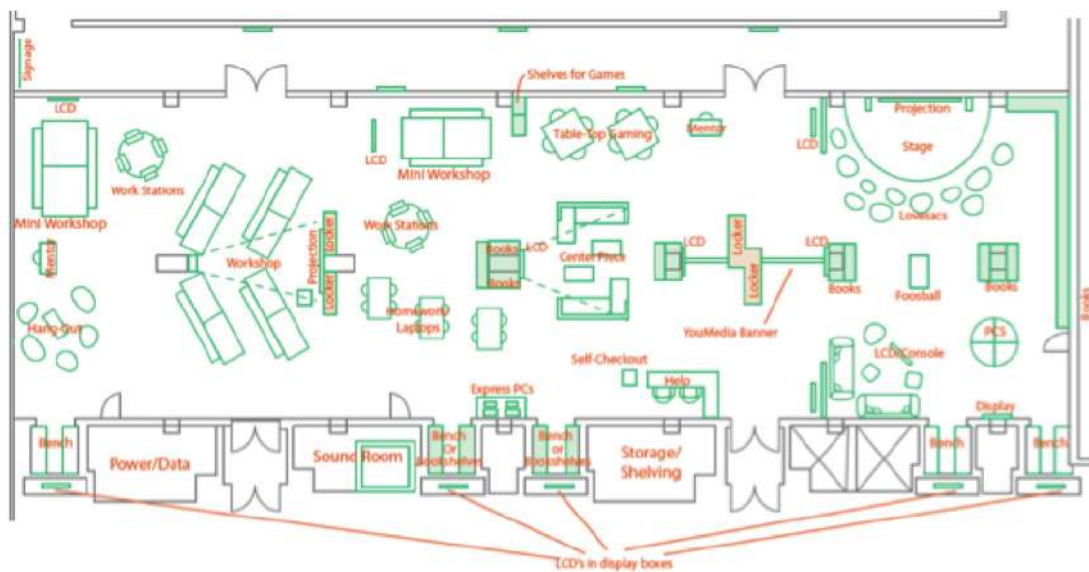 Signage
Shelves for Games
LCD
Projection
Table-Top Gaming
Mentor
LCD
Stage
LCD
Work Stations
Mini Workshop
Lovesacs
Mini Workshop
Work Stations
Locker
Locker
LCD
LCD
LCD
Books
Mentor
Workshop
Projection
Center Piece
Locker
Locker
Books
Books
Books
Foosball
Books
Hang-Out
Homework/
Laptops
YouMedia Banner
PCS
Self-Checkout
LCD/Console
Help
Express PCs
Display
Bench
Power/Data
Sound Room
Bench
Or
Bookshelves
Bench
or
Bookshelves
Storage/
Shelving
Bench
Bench
LCD's in display boxes